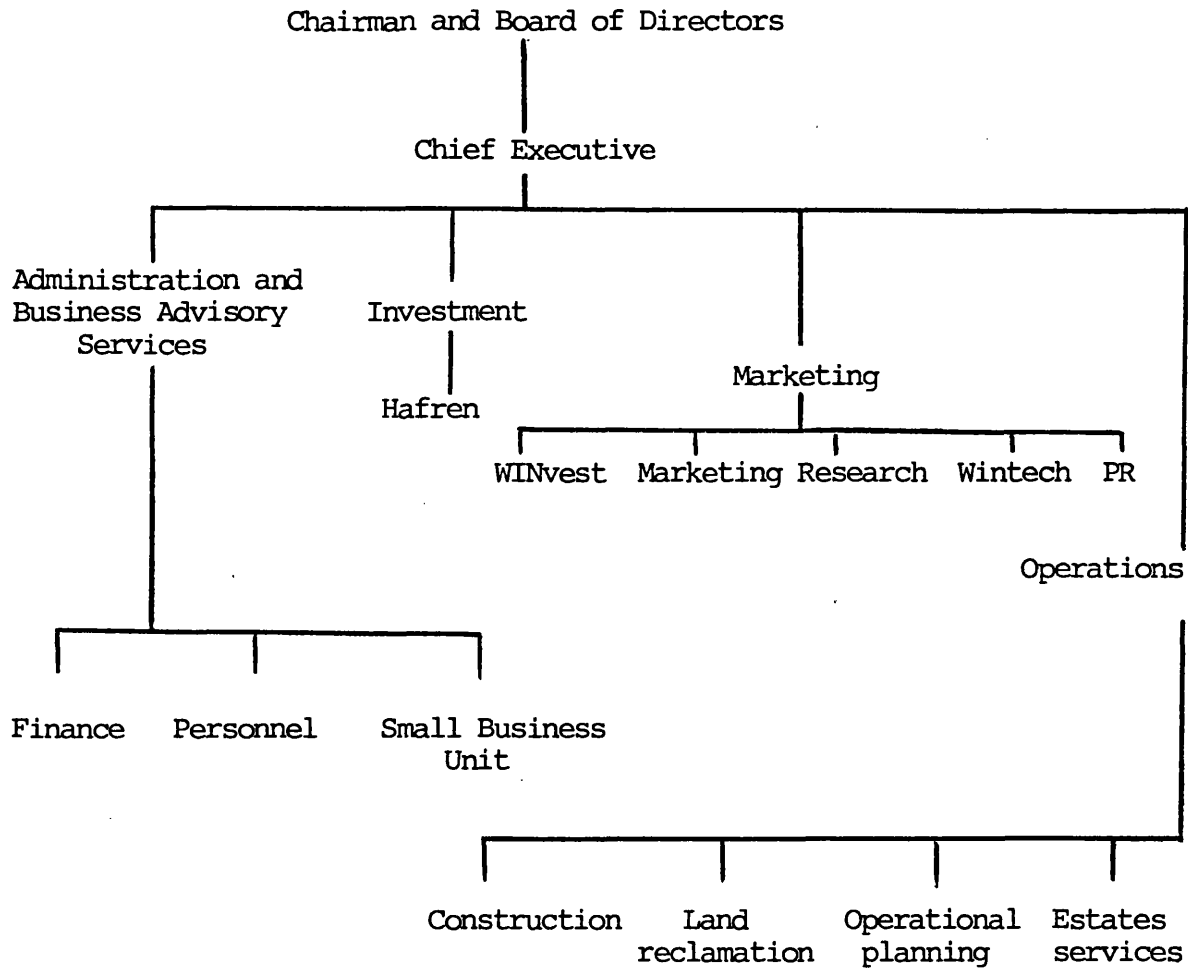 Chairman and Board of Directors
Chief Executive
Administration and
Business Advisory
Services
Investment
Hafren
Marketing
WINvest Marketing Research Wintech PR
Operations
Finance Personnel Small Business
Unit
Construction Land Operational Estates
reclamation planning services